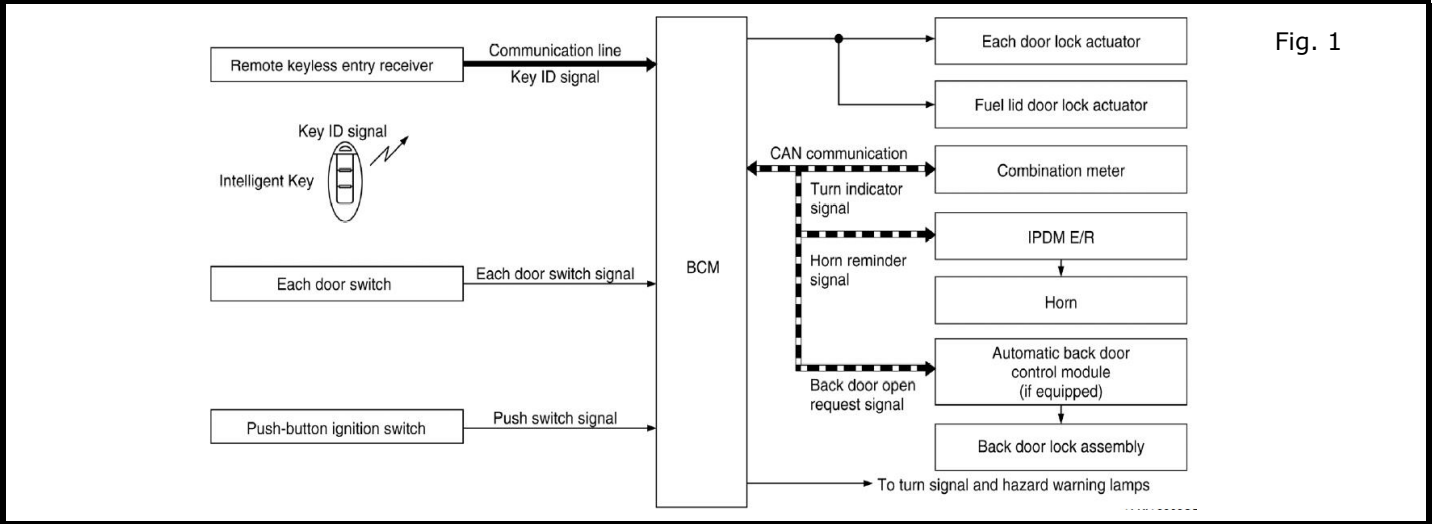 Fig. 1
Remote keyless entry receiver
Communication line
Key ID signal
Key ID signal
Intelligent Key
Each door switch
Each door switch signal
Push-button ignition switch
Push switch signal
BCM
Each door lock actuator
Fuel lid door lock actuator
CAN communication
Combination meter
Turn indicator
signal
IPDM E/R
Horn reminder
signal
Horn
Automatic back door
control module
(if equipped)
Back door open
request signal
Back door lock assembly
To turn signal and hazard warning lamps